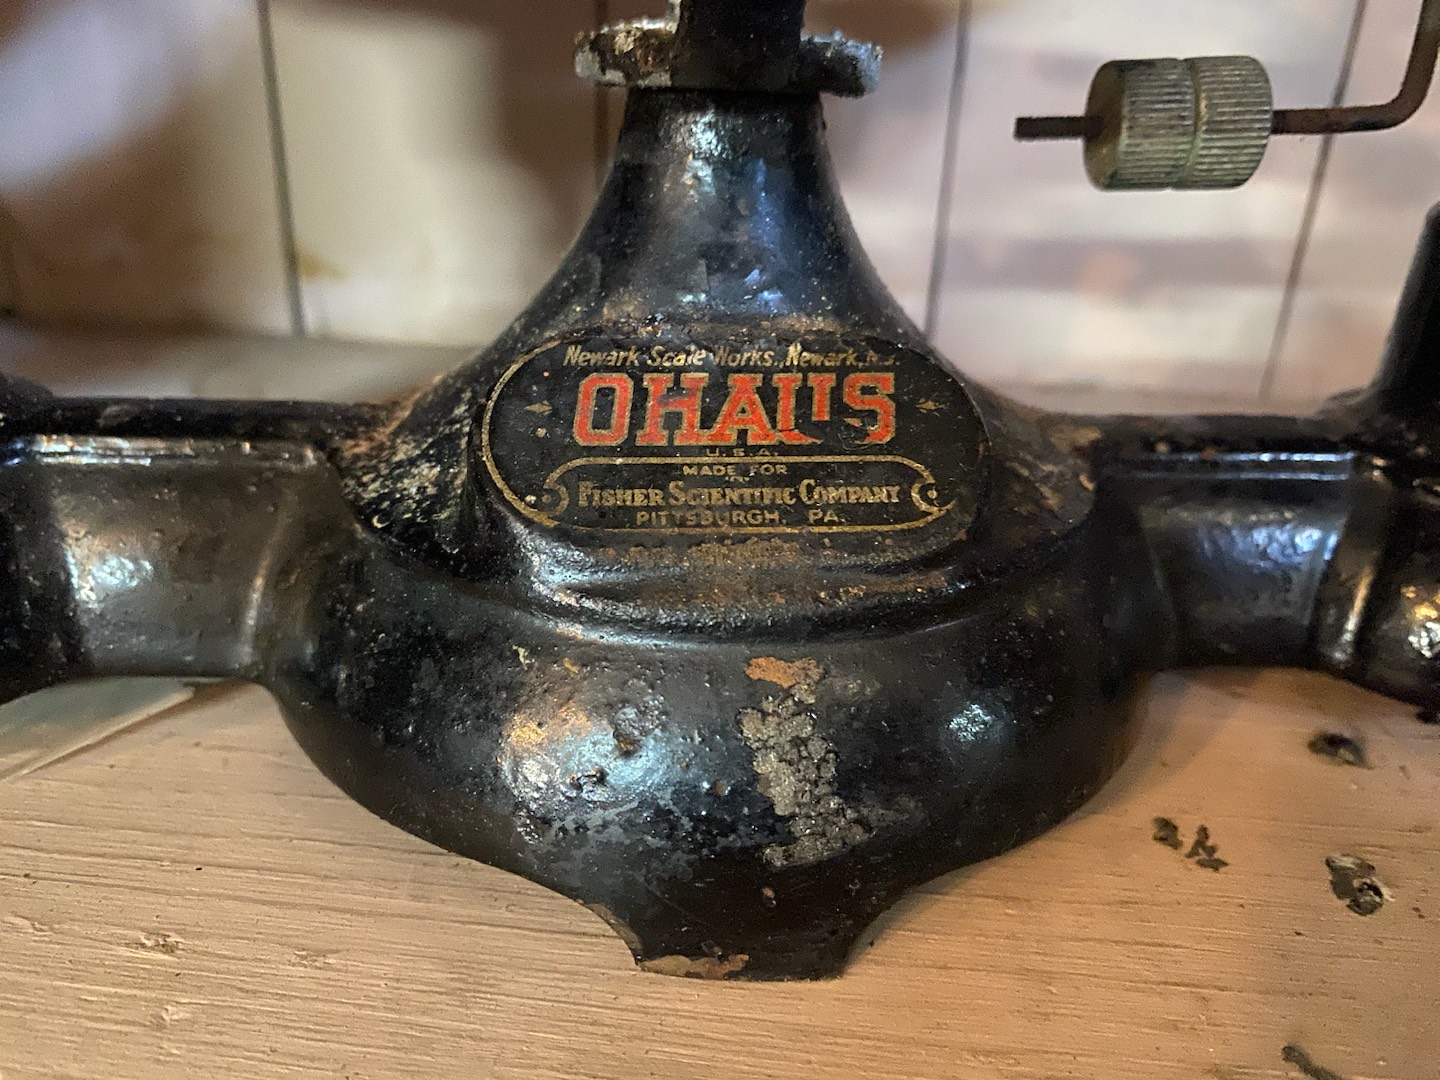 Newark Scale Works., Newark, N.J.
OHAUS
U.S.A.
MADE FOR
FISHER SCIENTIFIC COMPANY
PITTSBURGH, PA.